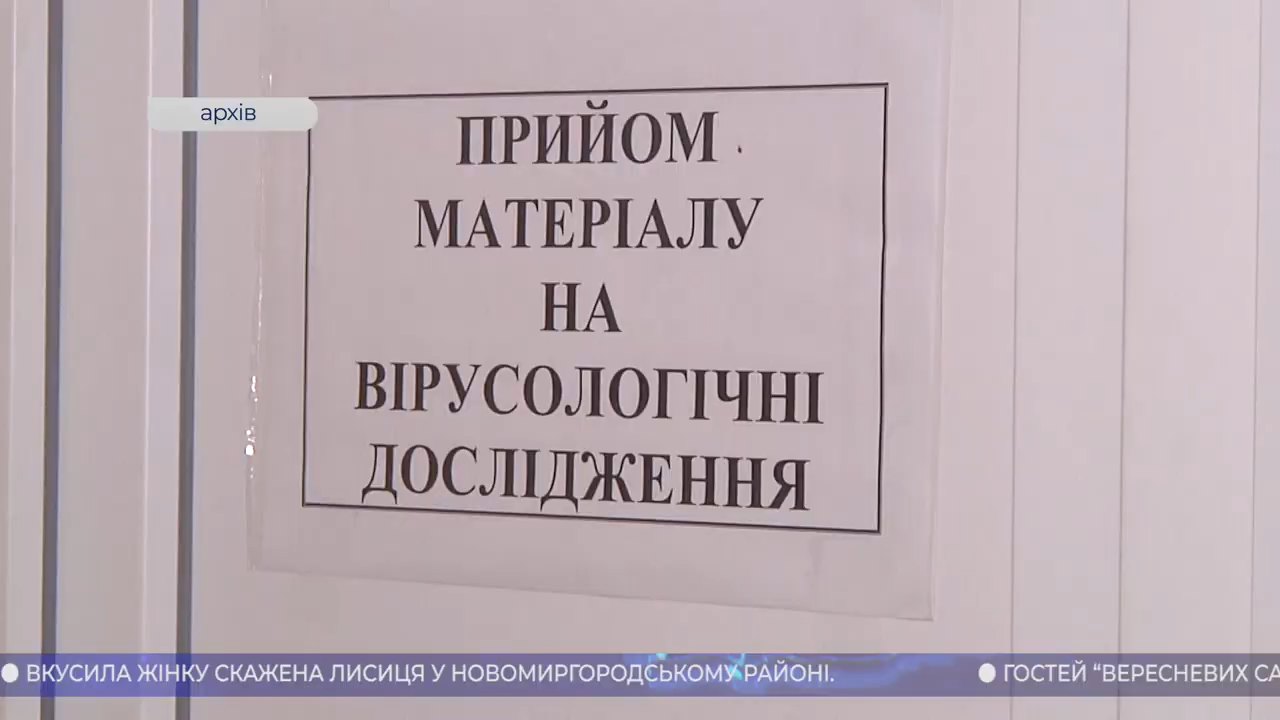 архів
ПРИЙОМ
МАТЕРІАЛУ
НА
ВІРУСОЛОГІЧНІ
ДОСЛІДЖЕННЯ
ВКУСИЛА ЖІНКУ СКАЖЕНА ЛИСИЦЯ У НОВОМИРГОРОДСЬКОМУ РАЙОНІ. ГОСТЕЙ “ВЕРЕСНЕВИХ